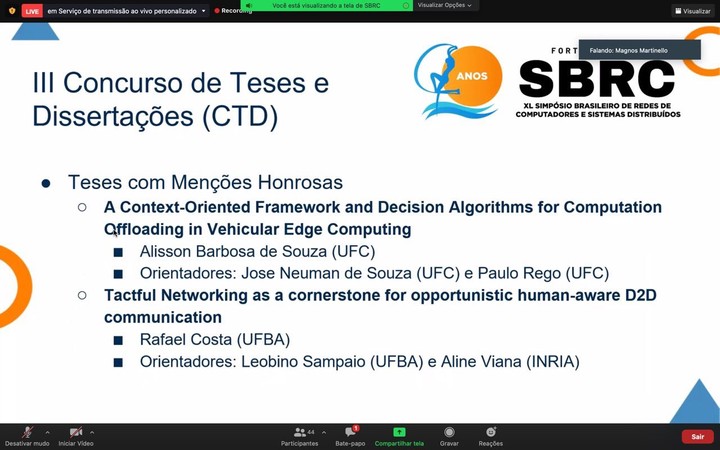 LIVE
em Serviço de transmissão ao vivo personalizado
Recording
Você está visualizando a tela de SBRC
Visualizar Opções
Visualizar
Falando: Magnos Martinello
III Concurso de Teses e
Dissertações (CTD)
ANOS
FORT
SBRC
XL SIMPÓSIO BRASILEIRO DE REDES DE
COMPUTADORES E SISTEMAS DISTRIBUÍDOS
Teses com Menções Honrosas
A Context-Oriented Framework and Decision Algorithms for Computation
Offloading in Vehicular Edge Computing
Alisson Barbosa de Souza (UFC)
Orientadores: Jose Neuman de Souza (UFC) e Paulo Rego (UFC)
Tactful Networking as a cornerstone for opportunistic human-aware D2D
communication
Rafael Costa (UFBA)
Orientadores: Leobino Sampaio (UFBA) e Aline Viana (INRIA)
44
1
Desativar mudo
Iniciar Vídeo
Participantes
Bate-papo
Compartilhar tela
Gravar
Reações
Sair